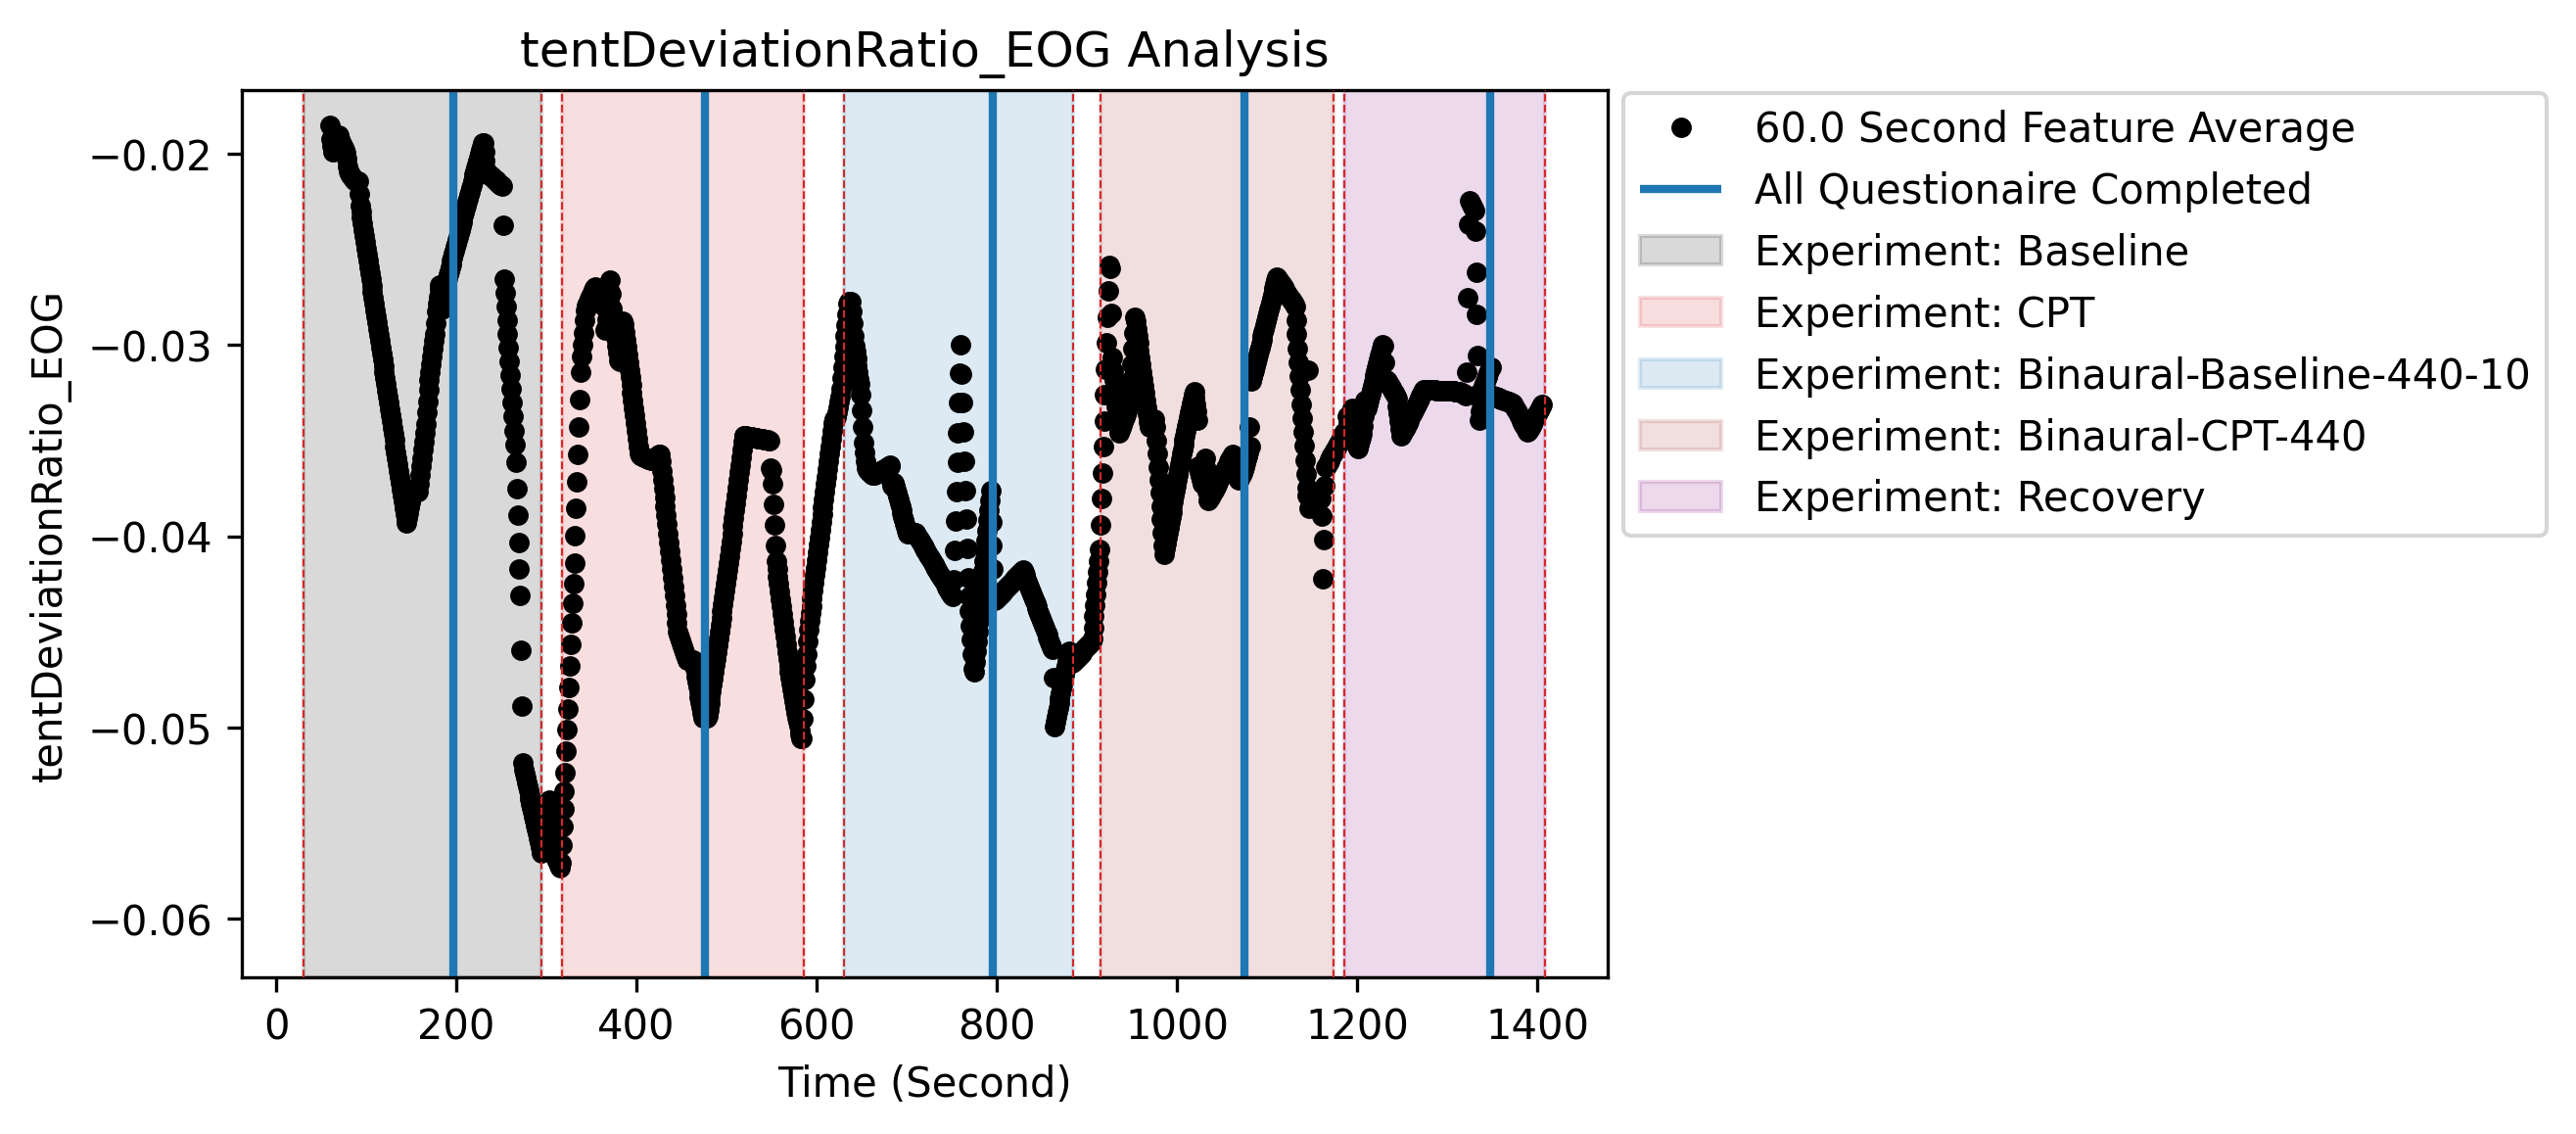 tentDeviationRatio_EOG Analysis
tentDeviationRatio_EOG
−0.02
−0.03
−0.04
−0.05
−0.06
0 200 400 600 800 1000 1200 1400
Time (Second)
60.0 Second Feature Average
All Questionaire Completed
Experiment: Baseline
Experiment: CPT
Experiment: Binaural-Baseline-440-10
Experiment: Binaural-CPT-440
Experiment: Recovery